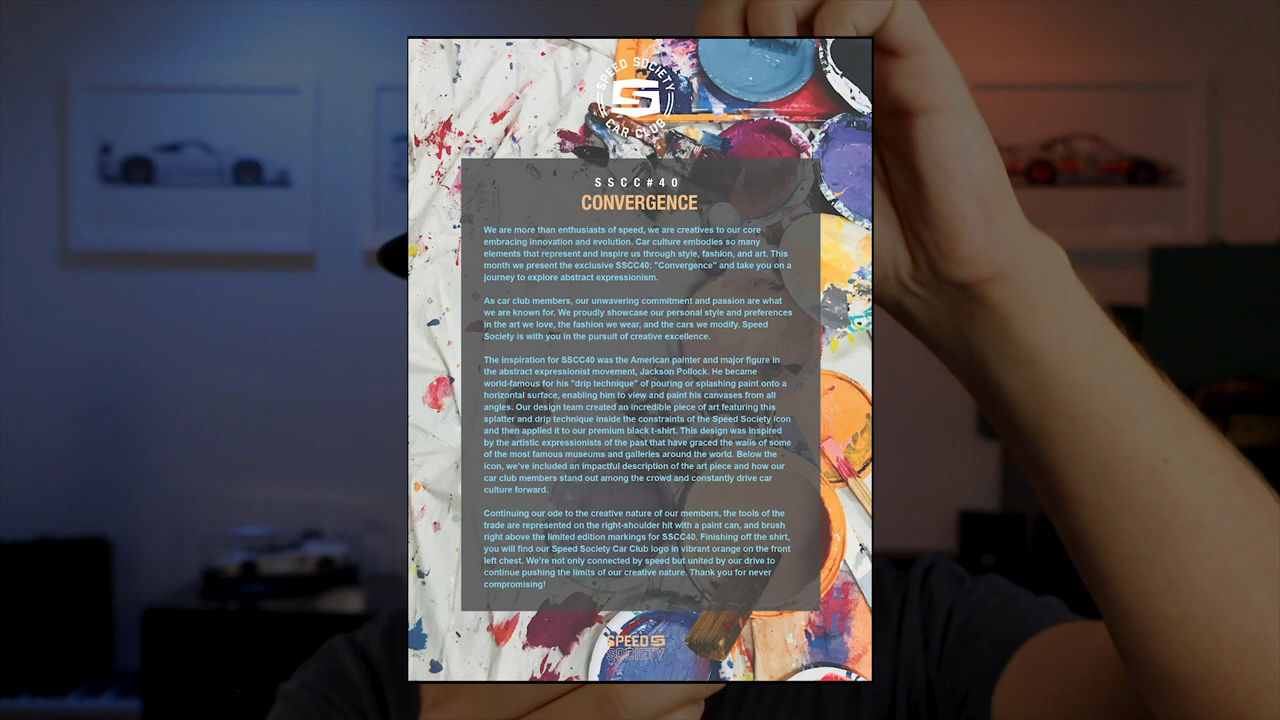 SPEED SOCIETY
S
CAR CLUB
SSCC#40
CONVERGENCE
We are more than enthusiasts of speed, we are creatives to our core
embracing innovation and evolution. Car culture embodies so many
elements that represent and inspire us through style, fashion, and art. This
month we present the exclusive SSCC40: "Convergence" and take you on a
journey to explore abstract expressionism.
As car club members, our unwavering commitment and passion are what
we are known for. We proudly showcase our personal style and preferences
in the art we love, the fashion we wear, and the cars we modify. Speed
Society is with you in the pursuit of creative excellence.
The inspiration for SSCC40 was the American painter and major figure in
the abstract expressionist movement, Jackson Pollock. He became
world-famous for his "drip technique" of pouring or splashing paint onto a
horizontal surface, enabling him to view and paint his canvases from all
angles. Our design team created an incredible piece of art featuring this
splatter and drip technique inside the constraints of the Speed Society icon
and then applied it to our premium black t-shirt. This design was inspired
by the artistic expressionists of the past that have graced the walls of some
of the most famous museums and galleries around the world. Below the
icon, we've included an impactful description of the art piece and how our
car club members stand out among the crowd and constantly drive car
culture forward.
Continuing our ode to the creative nature of our members, the tools of the
trade are represented on the right-shoulder hit with a paint can, and brush
right above the limited edition markings for SSCC40. Finishing off the shirt,
you will find our Speed Society Car Club logo in vibrant orange on the front
left chest. We're not only connected by speed but united by our drive to
continue pushing the limits of our creative nature. Thank you for never
compromising!
SPEED S
SOCIETY